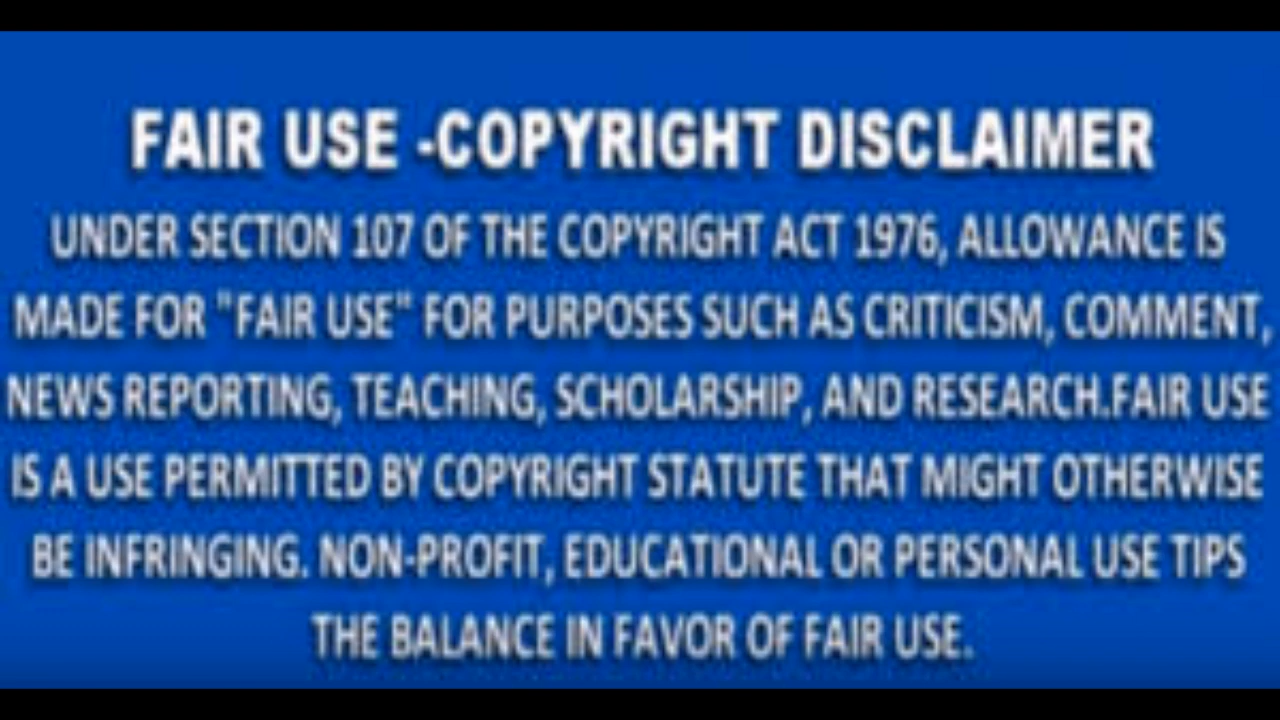 FAIR USE -COPYRIGHT DISCLAIMER
UNDER SECTION 107 OF THE COPYRIGHT ACT 1976, ALLOWANCE IS
MADE FOR "FAIR USE" FOR PURPOSES SUCH AS CRITICISM, COMMENT,
NEWS REPORTING, TEACHING, SCHOLARSHIP, AND RESEARCH.FAIR USE
IS A USE PERMITTED BY COPYRIGHT STATUTE THAT MIGHT OTHERWISE
BE INFRINGING. NON-PROFIT, EDUCATIONAL OR PERSONAL USE TIPS
THE BALANCE IN FAVOR OF FAIR USE.